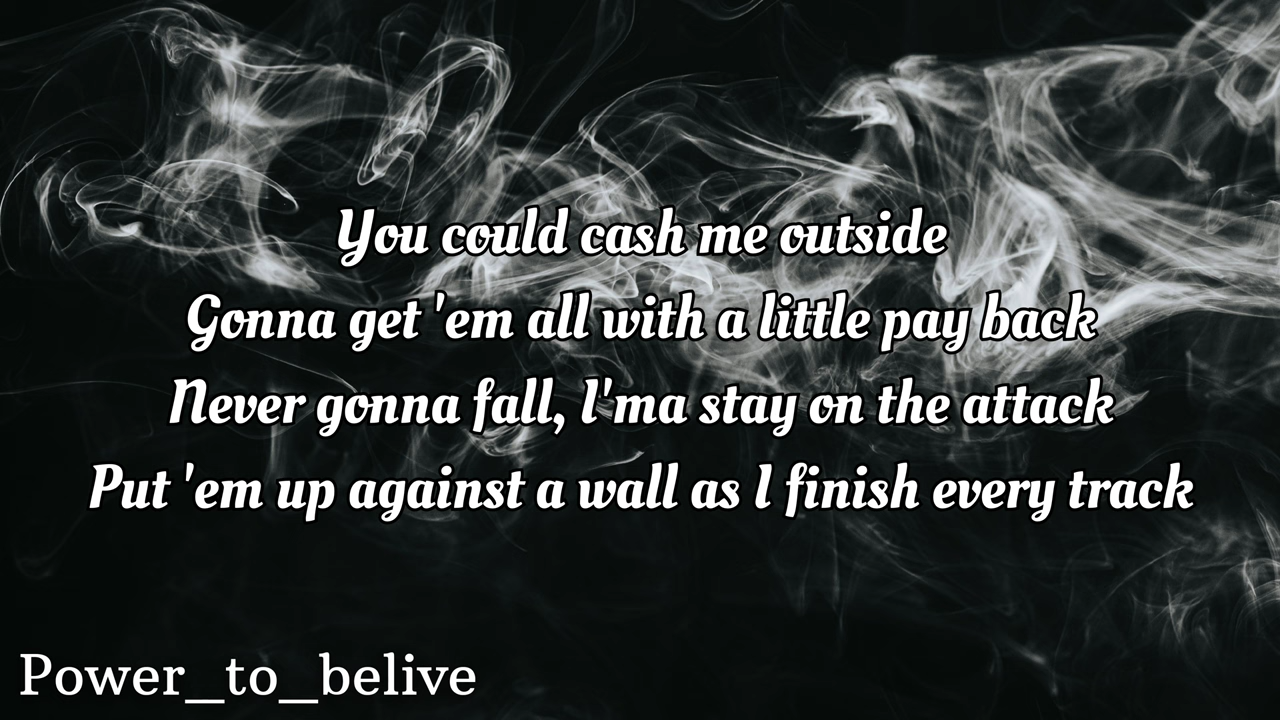 You could cash me outside
Gonna get 'em all with a little pay back
Never gonna fall, I'ma stay on the attack
Put 'em up against a wall as I finish every track
Power_to_belive